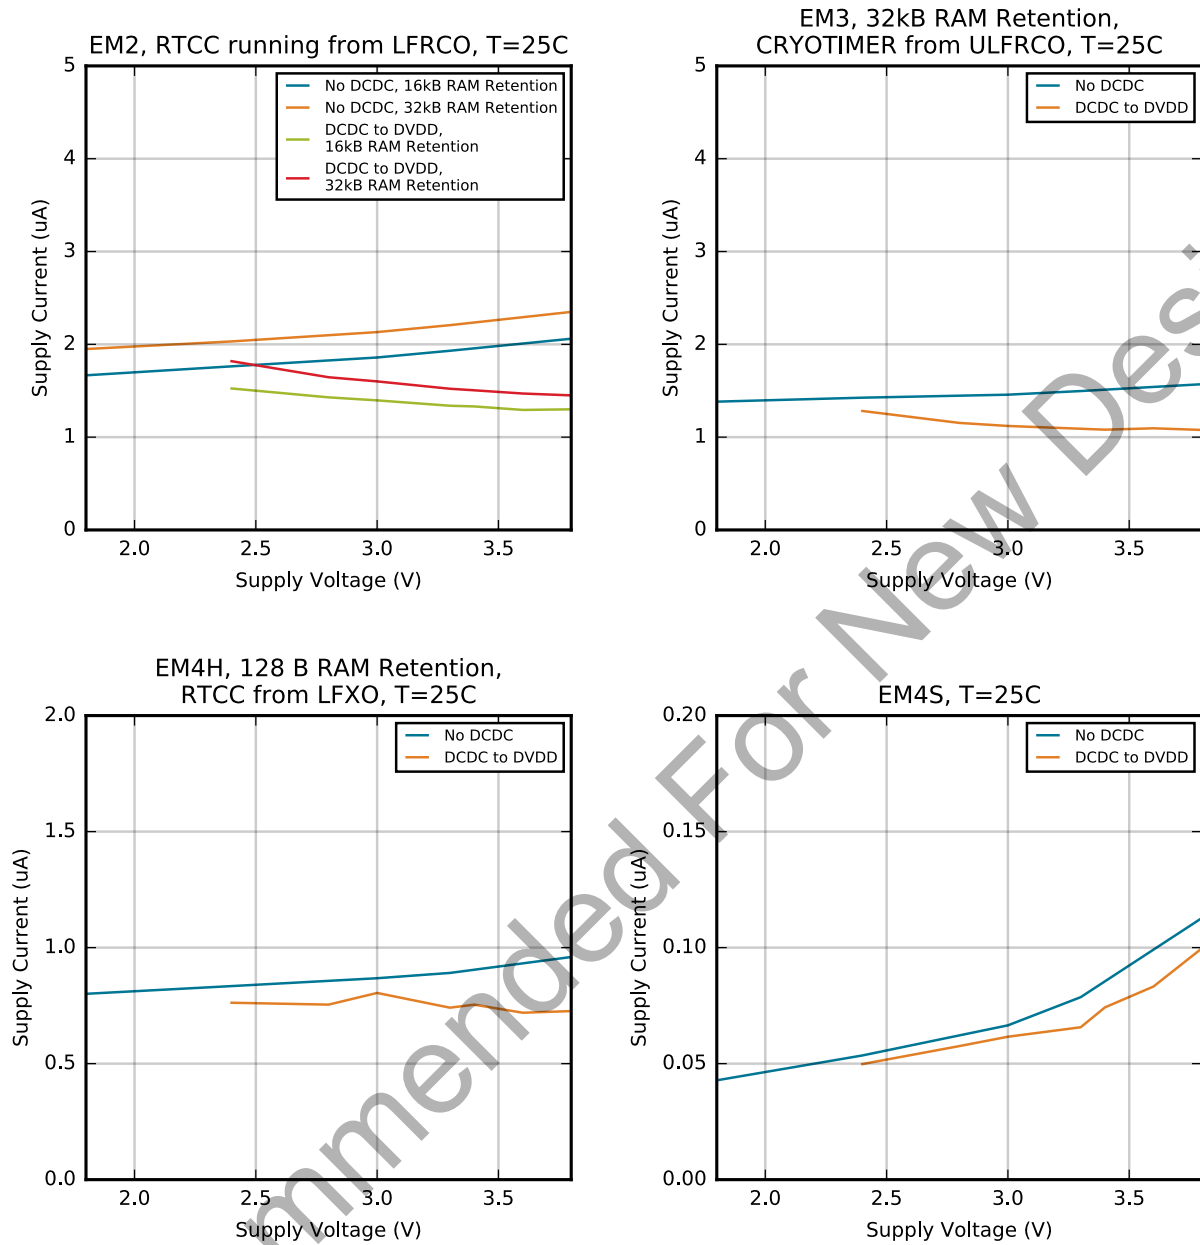 EM2, RTCC running from LFRCO, T=25C
5
4
3
2
1
0
Supply Current (uA)
No DCDC, 16kB RAM Retention
No DCDC, 32kB RAM Retention
DCDC to DVDD,
16kB RAM Retention
DCDC to DVDD,
32kB RAM Retention
2.0 2.5 3.0 3.5
Supply Voltage (V)
EM3, 32kB RAM Retention,
CRYOTIMER from ULFRCO, T=25C
5
4
3
2
1
0
Supply Current (uA)
No DCDC
DCDC to DVDD
2.0 2.5 3.0 3.5
Supply Voltage (V)
EM4H, 128 B RAM Retention,
RTCC from LFXO, T=25C
2.0
1.5
1.0
0.5
0.0
Supply Current (uA)
No DCDC
DCDC to DVDD
2.0 2.5 3.0 3.5
Supply Voltage (V)
EM4S, T=25C
0.20
0.15
0.10
0.05
0.00
Supply Current (uA)
No DCDC
DCDC to DVDD
2.0 2.5 3.0 3.5
Supply Voltage (V)
mmended For New Desi